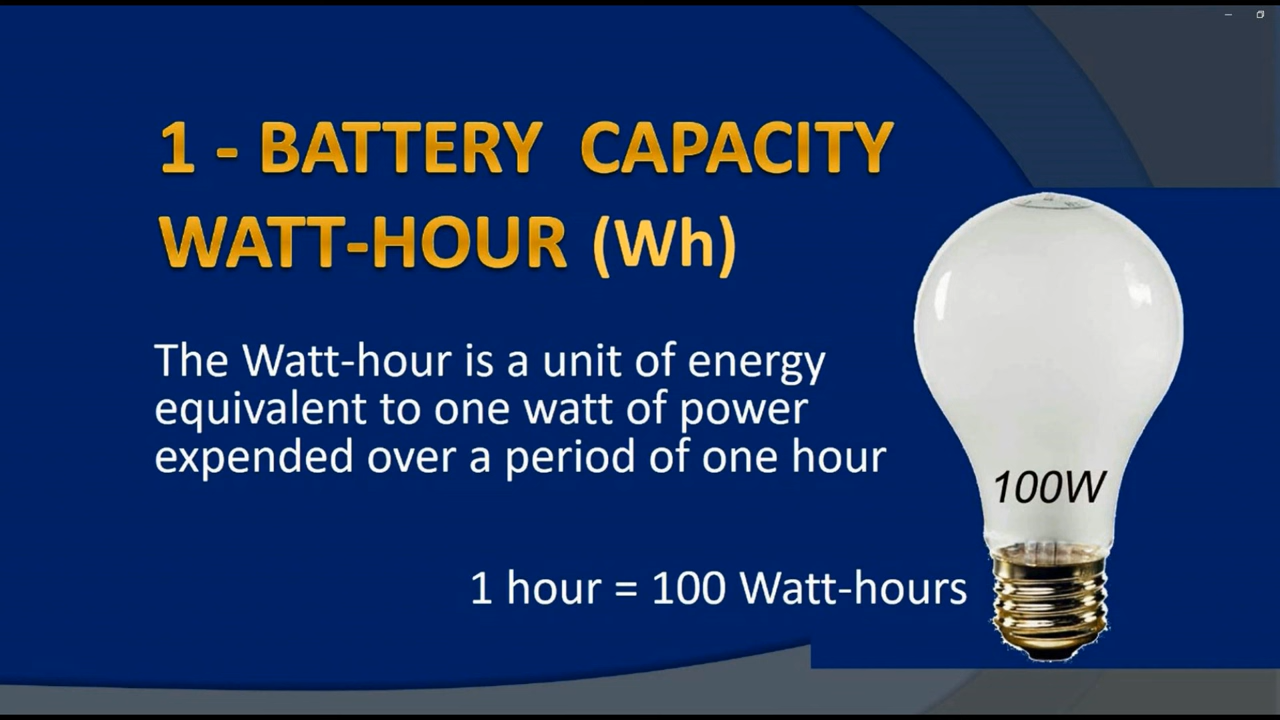 1 - BATTERY CAPACITY
WATT-HOUR (Wh)
The Watt-hour is a unit of energy
equivalent to one watt of power
expended over a period of one hour
100W
1 hour = 100 Watt-hours